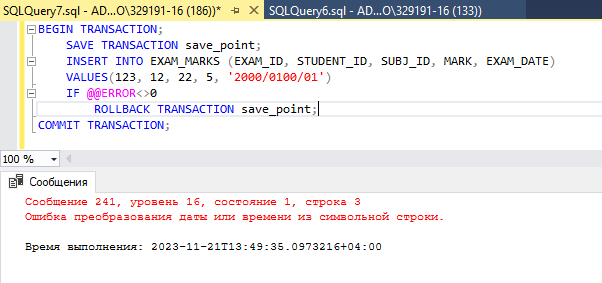 SQLQuery7.sql - AD...O\329191-16 (186))* SQLQuery6.sql - AD...O\329191-16 (133))
BEGIN TRANSACTION;
SAVE TRANSACTION save_point;
INSERT INTO EXAM_MARKS (EXAM_ID, STUDENT_ID, SUBJ_ID, MARK, EXAM_DATE)
VALUES(123, 12, 22, 5, '2000/0100/01')
IF @@ERROR<>0
ROLLBACK TRANSACTION save_point;
COMMIT TRANSACTION;
100 %
Сообщения
Сообщение 241, уровень 16, состояние 1, строка 3
Ошибка преобразования даты или времени из символьной строки.
Время выполнения: 2023-11-21T13:49:35.0973216+04:00